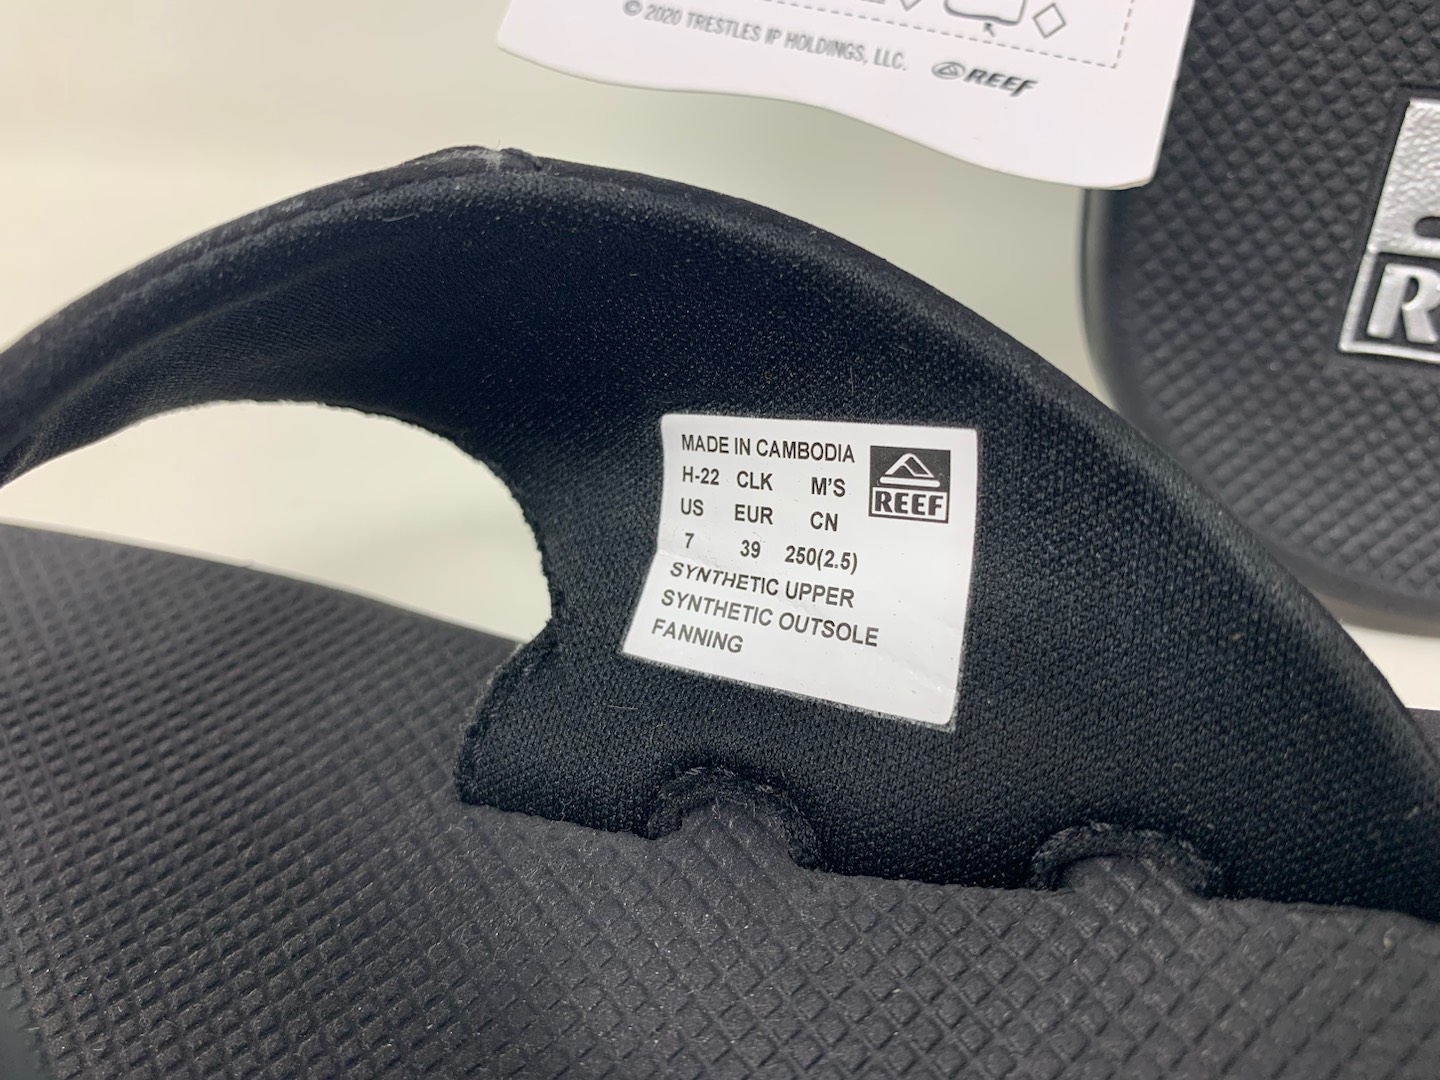 © 2020 TRESTLES IP HOLDINGS, LLC. REEF
MADE IN CAMBODIA
H-22 CLK M'S
REEF
US EUR CN
7 39 250(2.5)
SYNTHETIC UPPER
SYNTHETIC OUTSOLE
FANNING
R